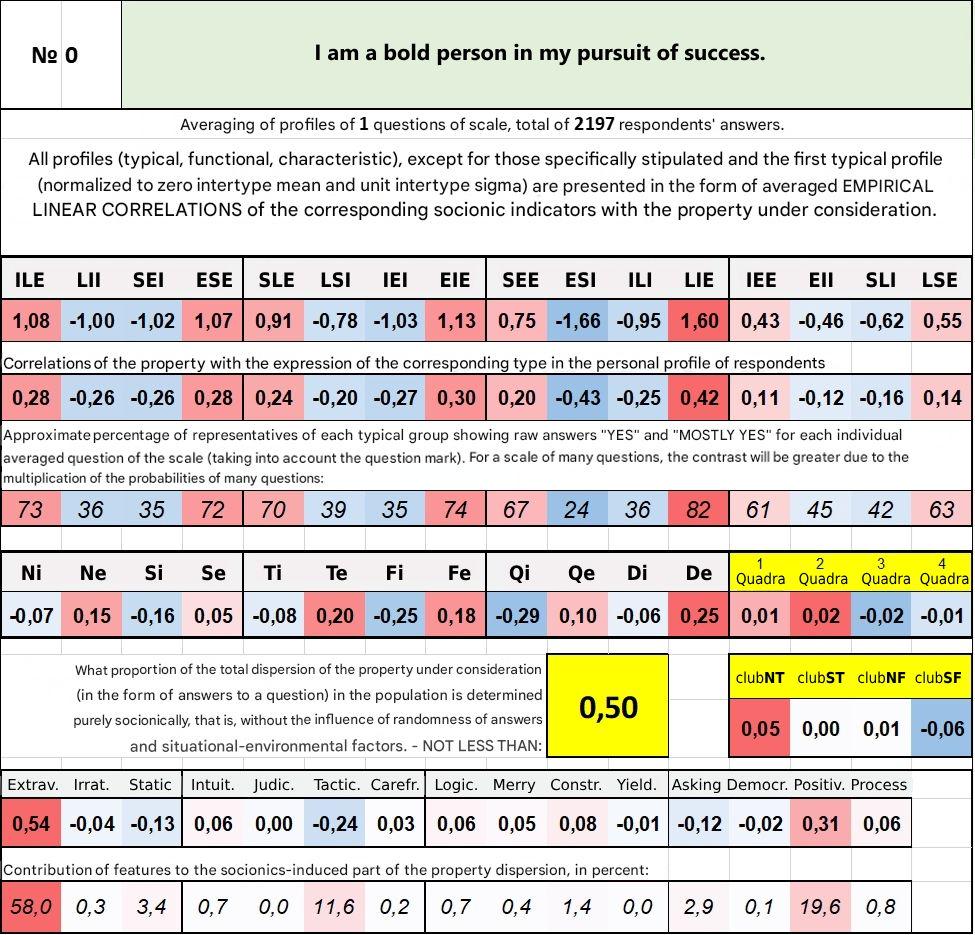 № 0
I am a bold person in my pursuit of success.
Averaging of profiles of 1 questions of scale, total of 2197 respondents' answers.
All profiles (typical, functional, characteristic), except for those specifically stipulated and the first typical profile
(normalized to zero intertype mean and unit intertype sigma) are presented in the form of averaged EMPIRICAL
LINEAR CORRELATIONS of the corresponding socionic indicators with the property under consideration.
ILE LII SEI ESE SLE LSI IEI EIE SEE ESI ILI LIE IEE EII SLI LSE
1,08 -1,00 -1,02 1,07 0,91 -0,78 -1,03 1,13 0,75 -1,66 -0,95 1,60 0,43 -0,46 -0,62 0,55
Correlations of the property with the expression of the corresponding type in the personal profile of respondents
0,28 -0,26 -0,26 0,28 0,24 -0,20 -0,27 0,30 0,20 -0,43 -0,25 0,42 0,11 -0,12 -0,16 0,14
Approximate percentage of representatives of each typical group showing raw answers "YES" and "MOSTLY YES" for each individual
averaged question of the scale (taking into account the question mark). For a scale of many questions, the contrast will be greater due to the
multiplication of the probabilities of many questions:
73 36 35 72 70 39 35 74 67 24 36 82 61 45 42 63
Ni Ne Si Se Ti Te Fi Fe Qi Qe Di De 1 Quadra 2 Quadra 3 Quadra 4 Quadra
-0,07 0,15 -0,16 0,05 -0,08 0,20 -0,25 0,18 -0,29 0,10 -0,06 0,25 0,01 0,02 -0,02 -0,01
What proportion of the total dispersion of the property under consideration
(in the form of answers to a question) in the population is determined
purely socionically, that is, without the influence of randomness of answers
and situational-environmental factors. - NOT LESS THAN:
0,50
clubNT clubST clubNF clubSF
0,05 0,00 0,01 -0,06
Extrav. Irrat. Static Intuit. Judic. Tactic. Carefr. Logic. Merry Constr. Yield. Asking Democr. Positiv. Process
0,54 -0,04 -0,13 0,06 0,00 -0,24 0,03 0,06 0,05 0,08 -0,01 -0,12 -0,02 0,31 0,06
Contribution of features to the socionics-induced part of the property dispersion, in percent:
58,0 0,3 3,4 0,7 0,0 11,6 0,2 0,7 0,4 1,4 0,0 2,9 0,1 19,6 0,8